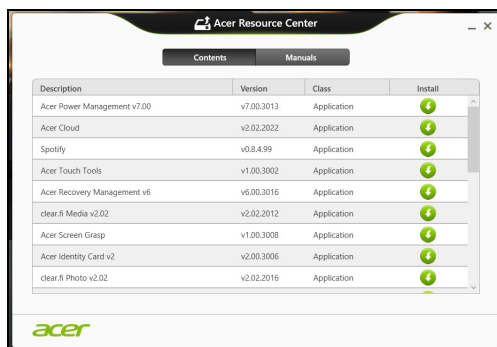 Acer Resource Center
Contents Manuals
Description Version Class Install
Acer Power Management v7.00 v7.00.3013 Application
Acer Cloud v2.02.2022 Application
Spotify v0.8.4.99 Application
Acer Touch Tools v1.00.3002 Application
Acer Recovery Management v6 v6.00.3016 Application
clear.fi Media v2.02 v2.02.2012 Application
Acer Screen Grasp v1.00.3008 Application
Acer Identity Card v2 v2.00.3006 Application
clear.fi Photo v2.02 v2.02.2016 Application
acer